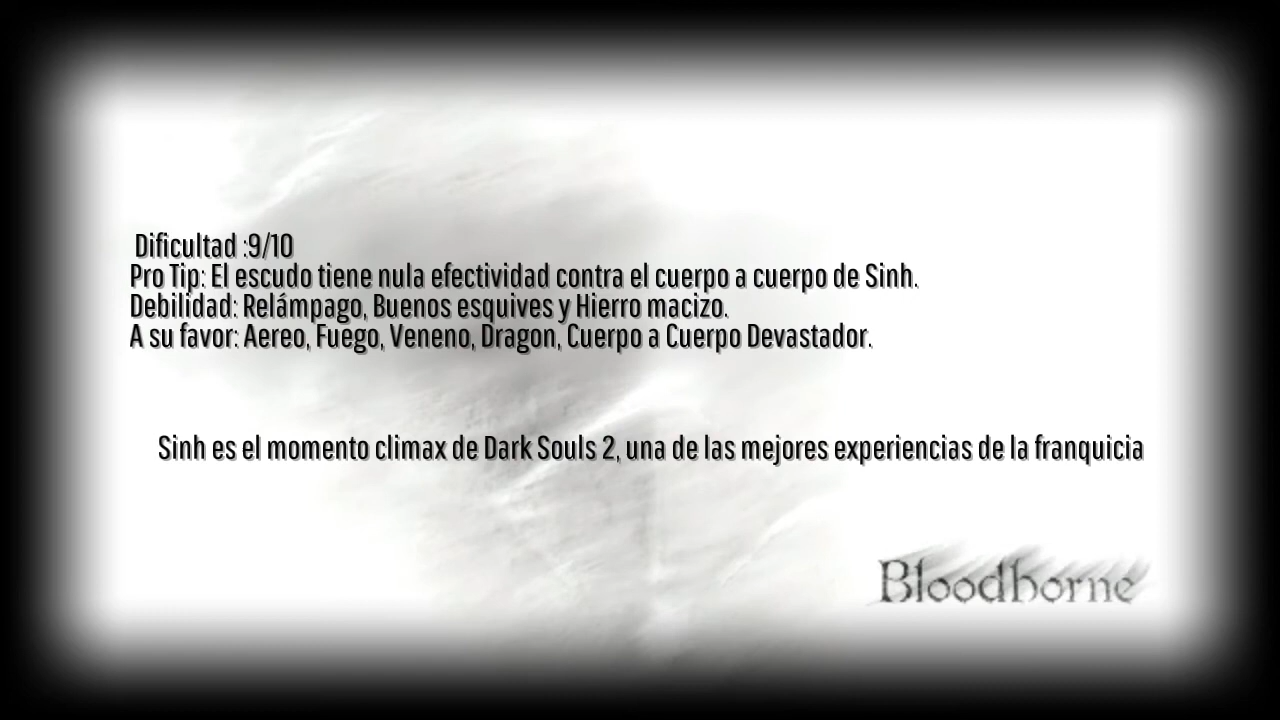 Dificultad :9/10
Pro Tip: El escudo tiene nula efectividad contra el cuerpo a cuerpo de Sinh.
Debilidad: Relámpago, Buenos esquives y Hierro macizo.
A su favor: Aereo, Fuego, Veneno, Dragon, Cuerpo a Cuerpo Devastador.
Sinh es el momento climax de Dark Souls 2, una de las mejores experiencias de la franquicia
Bloodborne